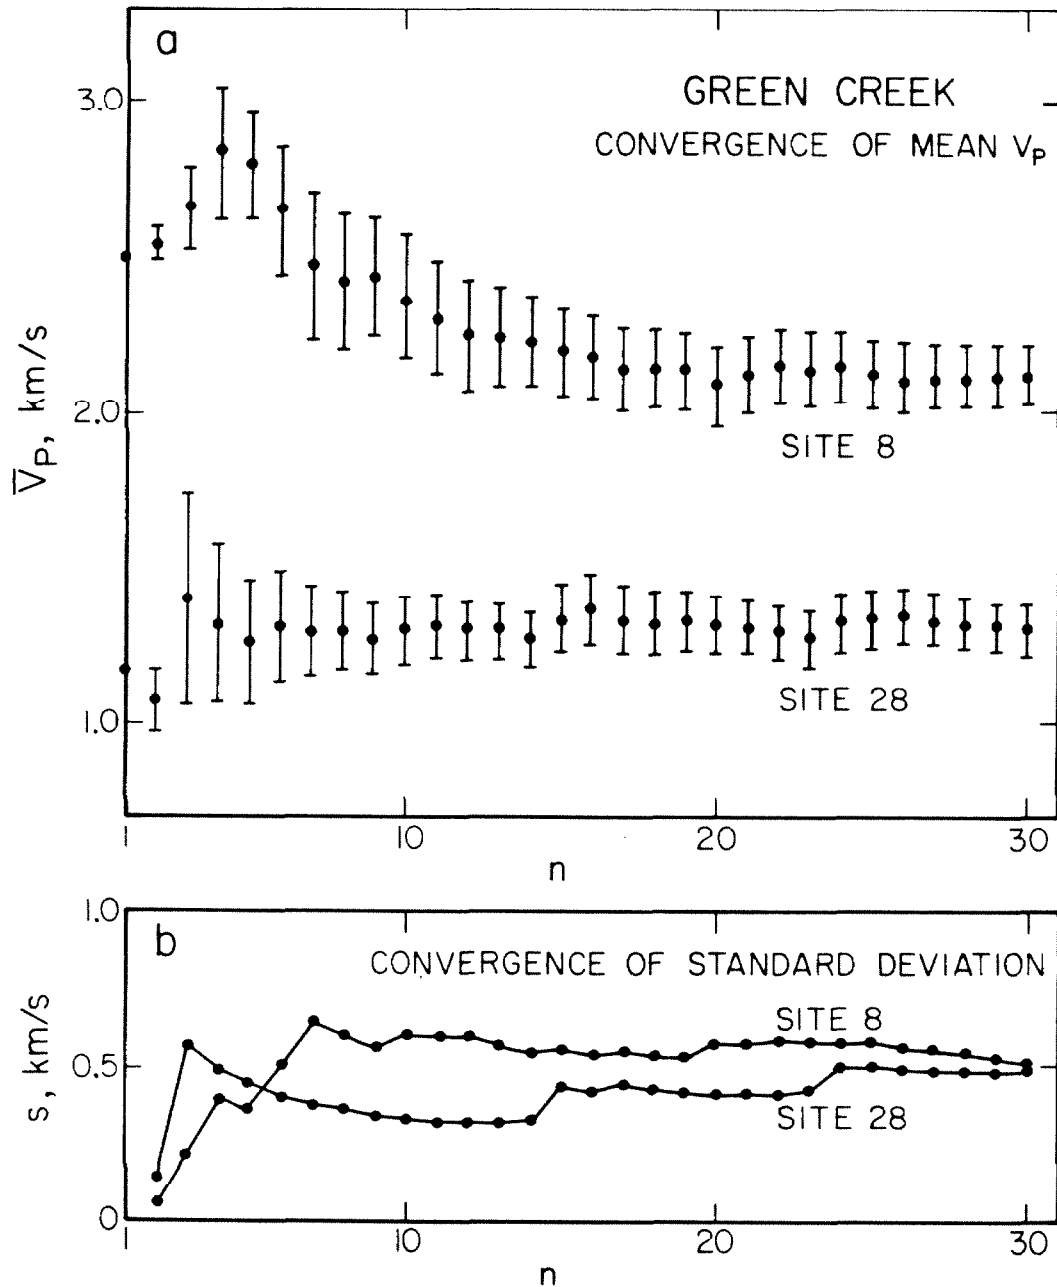 a
GREEN CREEK
CONVERGENCE OF MEAN V_P
3.0
2.0
1.0
V̅_P, km/s
SITE 8
SITE 28
1
10
20
30
n
b
CONVERGENCE OF STANDARD DEVIATION
1.0
0.5
0
s, km/s
SITE 8
SITE 28
1
10
20
30
n